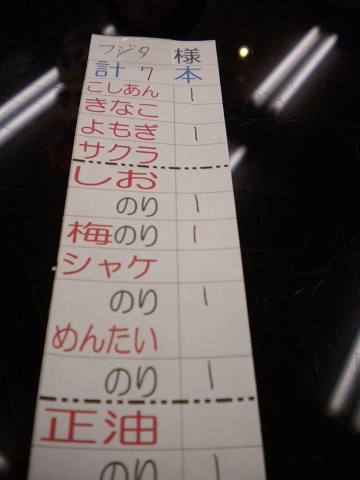 フジタ 様
計 7 本
こしあん 1
きなこ
よもぎ 1
サクラ
しお
のり 1
梅のり 1
シャケ
のり 1
めんたい
のり 1
正油
のり 1